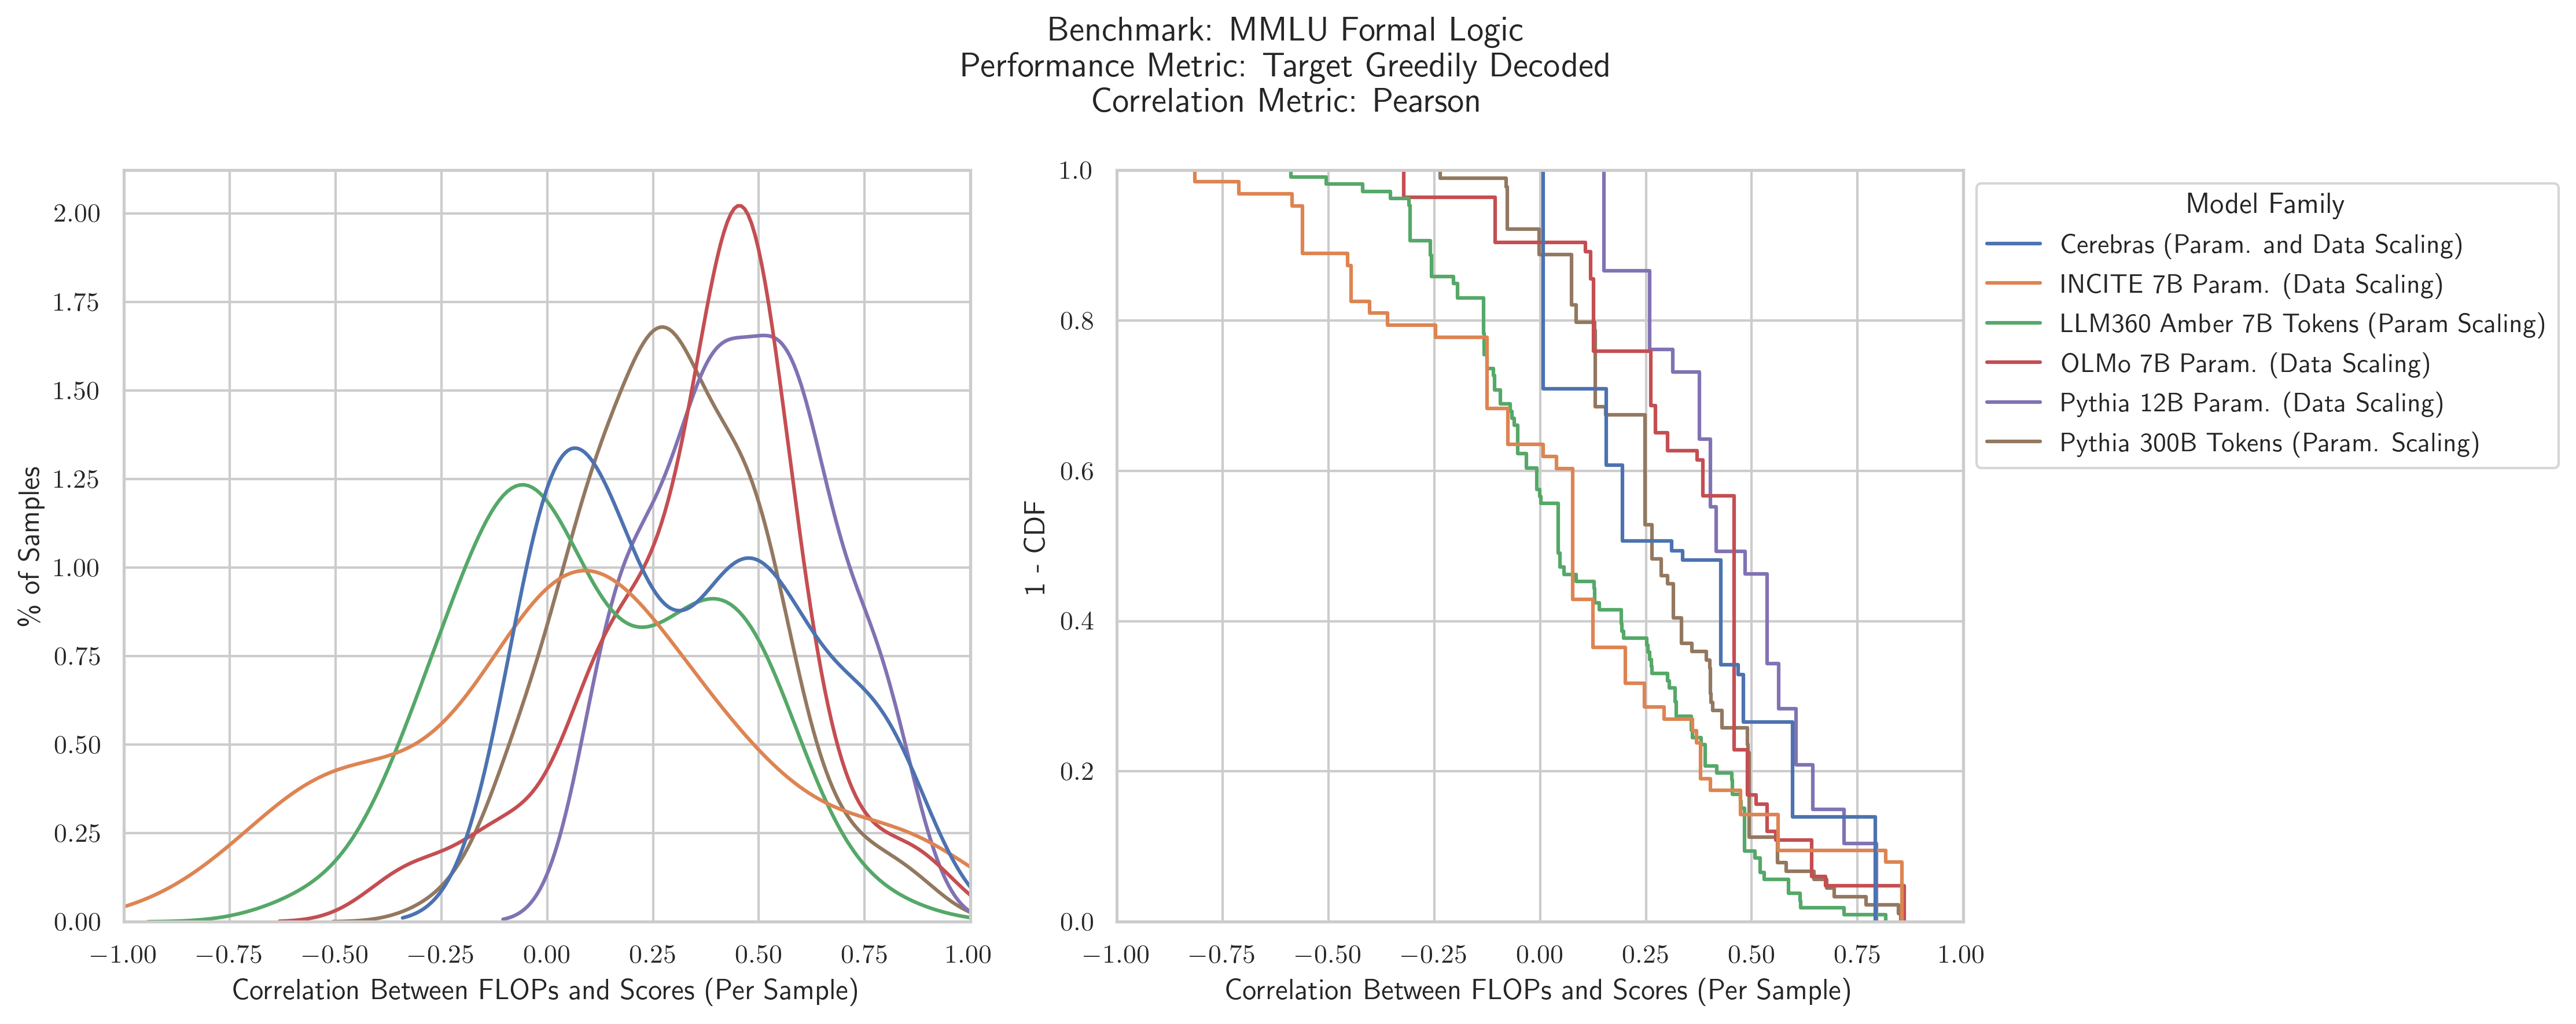 Benchmark: MMLU Formal Logic
Performance Metric: Target Greedily Decoded
Correlation Metric: Pearson
% of Samples
2.00
1.75
1.50
1.25
1.00
0.75
0.50
0.25
0.00
−1.00 −0.75 −0.50 −0.25 0.00 0.25 0.50 0.75 1.00
Correlation Between FLOPs and Scores (Per Sample)
1 - CDF
1.0
0.8
0.6
0.4
0.2
0.0
−1.00 −0.75 −0.50 −0.25 0.00 0.25 0.50 0.75 1.00
Correlation Between FLOPs and Scores (Per Sample)
Model Family
Cerebras (Param. and Data Scaling)
INCITE 7B Param. (Data Scaling)
LLM360 Amber 7B Tokens (Param Scaling)
OLMo 7B Param. (Data Scaling)
Pythia 12B Param. (Data Scaling)
Pythia 300B Tokens (Param. Scaling)